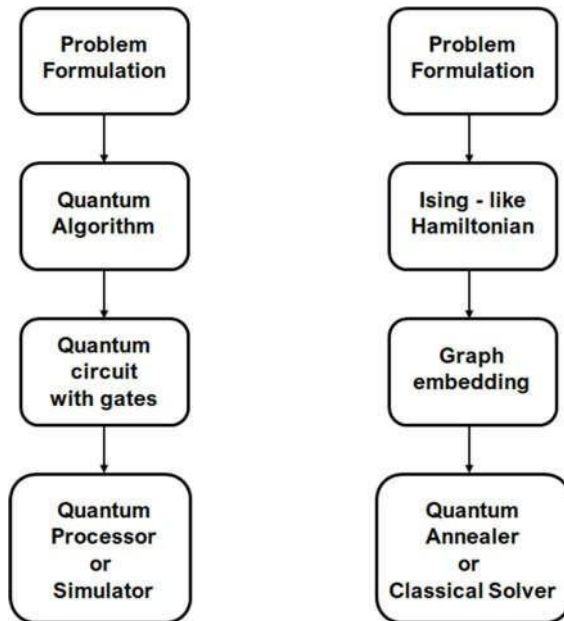 Problem
Formulation
Quantum
Algorithm
Quantum
circuit
with gates
Quantum
Processor
or
Simulator
Problem
Formulation
Ising - like
Hamiltonian
Graph
embedding
Quantum
Annealer
or
Classical Solver